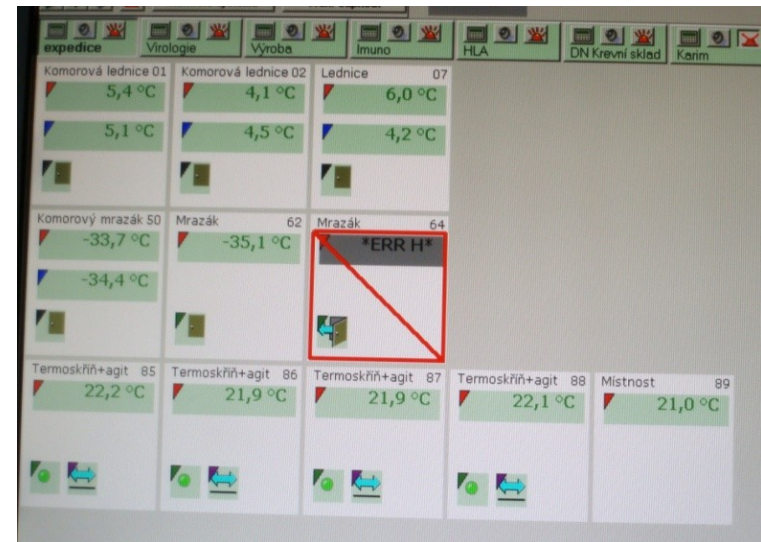 expedice
Virologie
Výroba
Imuno
HLA
DN Krevní sklad
Karim
Komorová lednice 01
Komorová lednice 02
Lednice 07
5,4 °C
4,1 °C
6,0 °C
5,1 °C
4,5 °C
4,2 °C
Komorový mrazák 50
Mrazák 62
Mrazák 64
-33,7 °C
-35,1 °C
*ERR H*
-34,4 °C
Termoskříň+agit 85
Termoskříň+agit 86
Termoskříň+agit 87
Termoskříň+agit 88
Místnost 89
22,2 °C
21,9 °C
21,9 °C
22,1 °C
21,0 °C